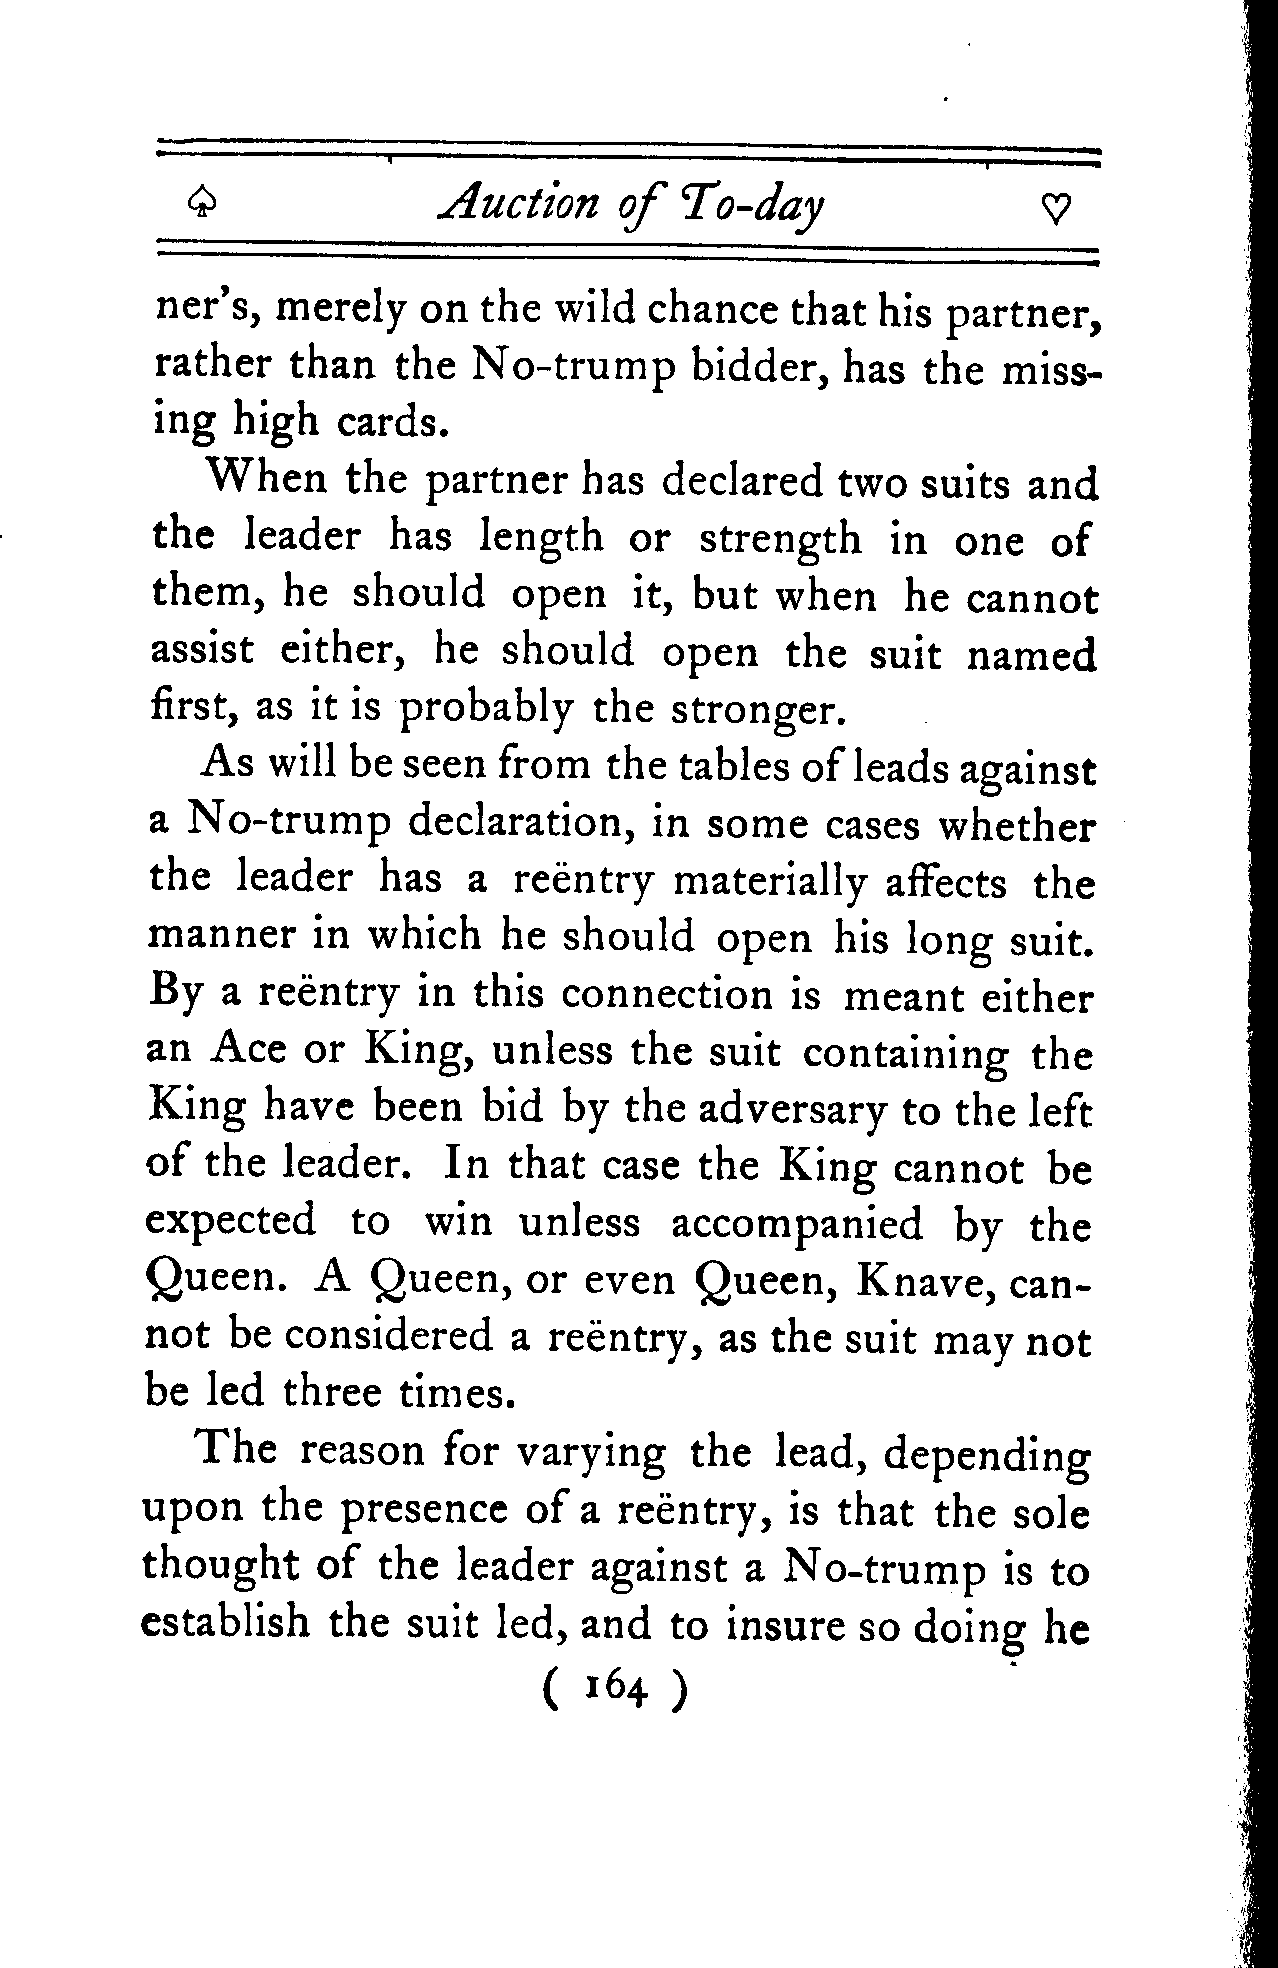 ♤ Auction of To-day ♡
ner's, merely on the wild chance that his partner,
rather than the No-trump bidder, has the miss-
ing high cards.
When the partner has declared two suits and
the leader has length or strength in one of
them, he should open it, but when he cannot
assist either, he should open the suit named
first, as it is probably the stronger.
As will be seen from the tables of leads against
a No-trump declaration, in some cases whether
the leader has a reëntry materially affects the
manner in which he should open his long suit.
By a reëntry in this connection is meant either
an Ace or King, unless the suit containing the
King have been bid by the adversary to the left
of the leader. In that case the King cannot be
expected to win unless accompanied by the
Queen. A Queen, or even Queen, Knave, can-
not be considered a reëntry, as the suit may not
be led three times.
The reason for varying the lead, depending
upon the presence of a reëntry, is that the sole
thought of the leader against a No-trump is to
establish the suit led, and to insure so doing he
( 164 )